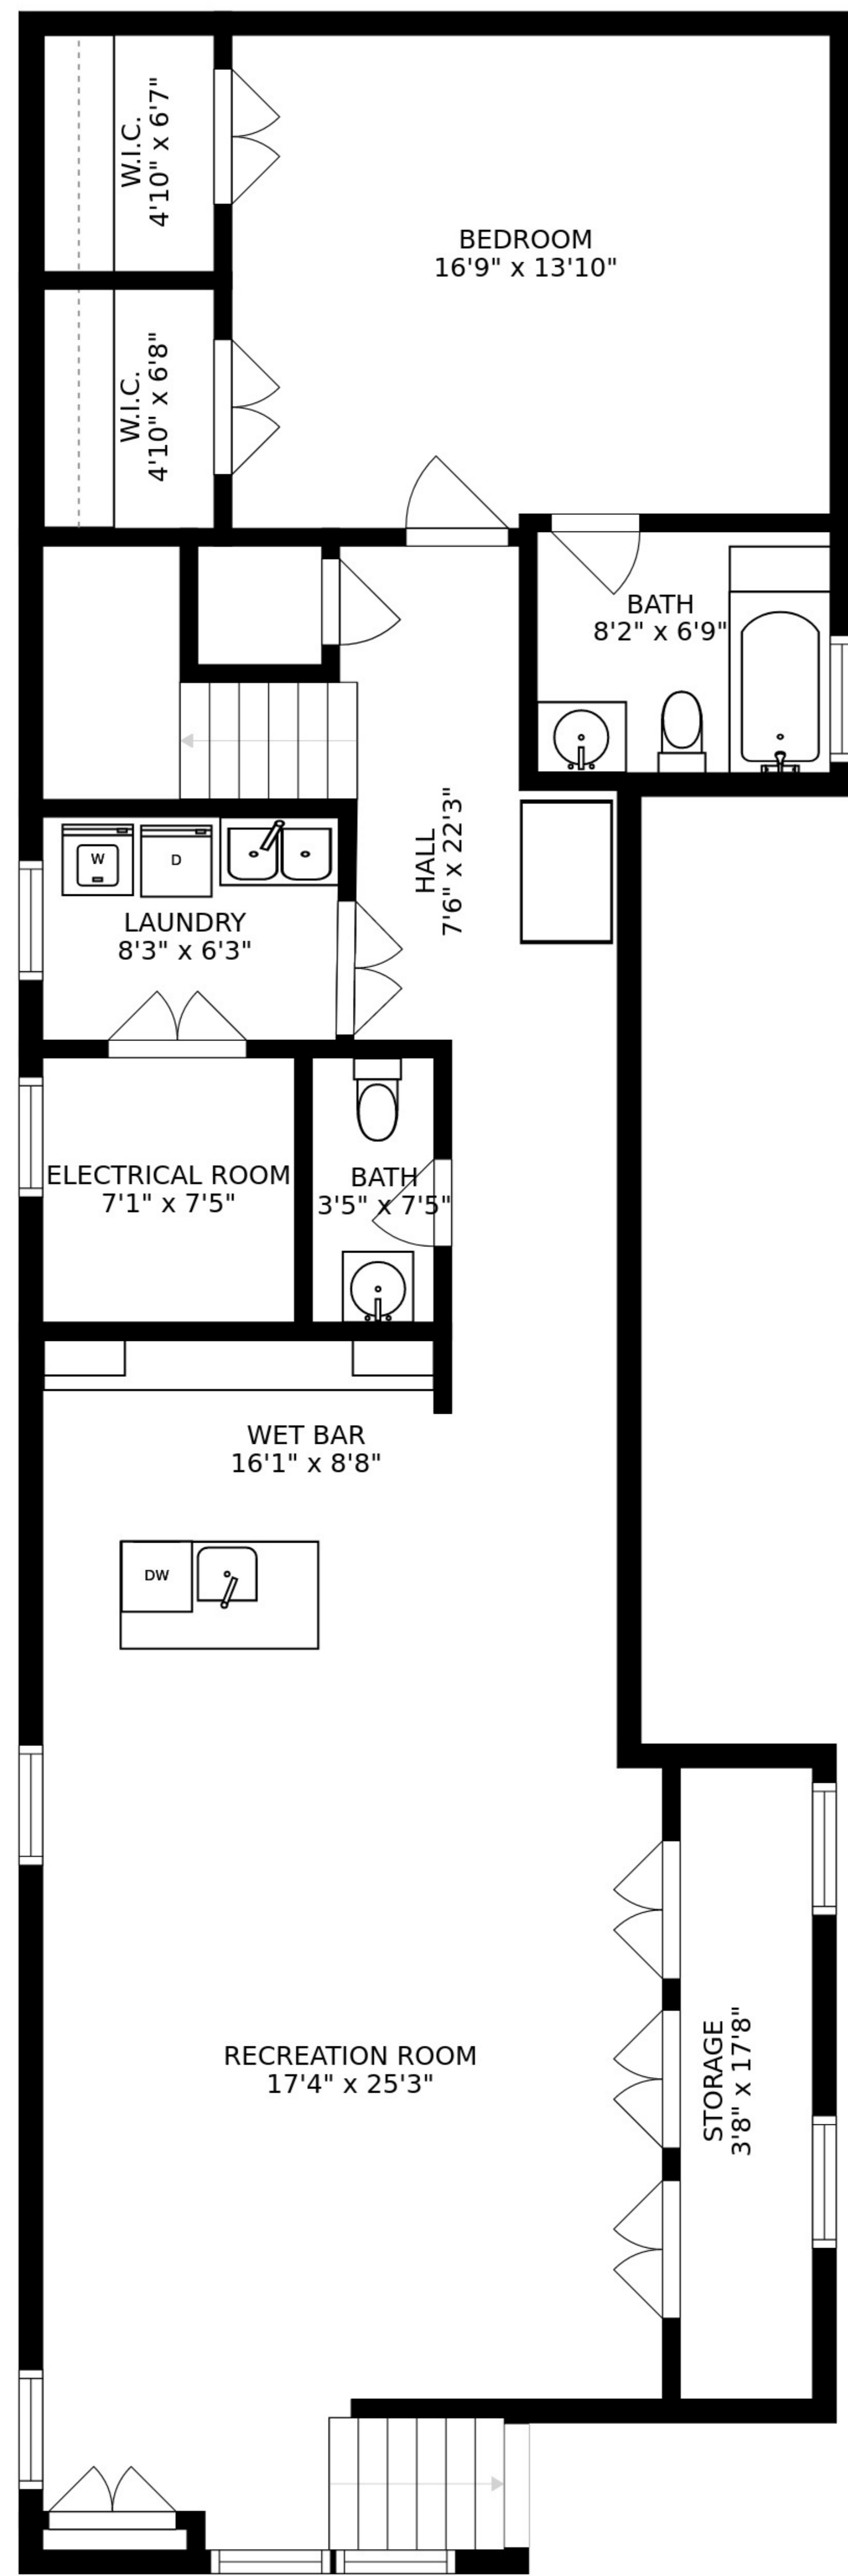 W.I.C.
4'10" x 6'7"
BEDROOM
16'9" x 13'10"
W.I.C.
4'10" x 6'8"
BATH
8'2" x 6'9"
HALL
7'6" x 22'3"
W
D
LAUNDRY
8'3" x 6'3"
ELECTRICAL ROOM
7'1" x 7'5"
BATH
3'5" x 7'5"
WET BAR
16'1" x 8'8"
DW
RECREATION ROOM
17'4" x 25'3"
STORAGE
3'8" x 17'8"